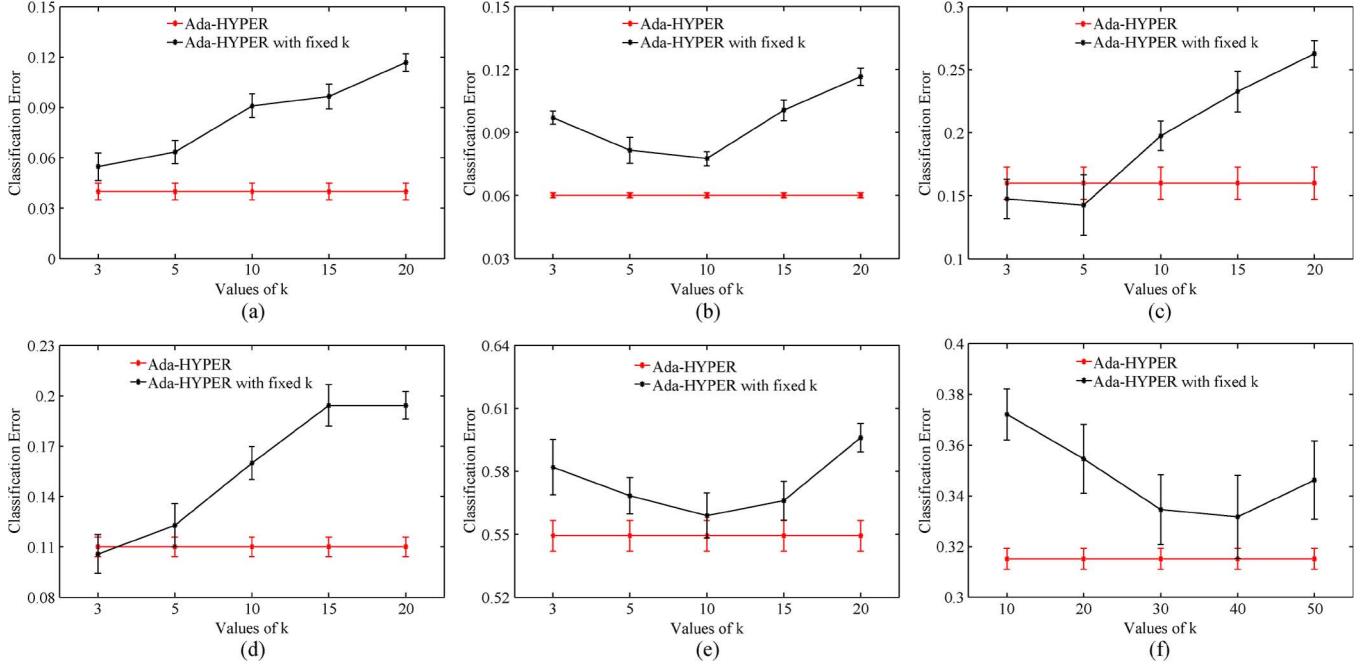 0.15
0.12
0.09
0.06
0.03
0
Classification Error
Ada-HYPER
Ada-HYPER with fixed k
3 5 10 15 20
Values of k
(a)
0.15
0.12
0.09
0.06
0.03
Classification Error
Ada-HYPER
Ada-HYPER with fixed k
3 5 10 15 20
Values of k
(b)
0.3
0.25
0.2
0.15
0.1
Classification Error
Ada-HYPER
Ada-HYPER with fixed k
3 5 10 15 20
Values of k
(c)
0.23
0.2
0.17
0.14
0.11
0.08
Classification Error
Ada-HYPER
Ada-HYPER with fixed k
3 5 10 15 20
Values of k
(d)
0.64
0.61
0.58
0.55
0.52
Classification Error
Ada-HYPER
Ada-HYPER with fixed k
3 5 10 15 20
Values of k
(e)
0.4
0.38
0.36
0.34
0.32
0.3
Classification Error
Ada-HYPER
Ada-HYPER with fixed k
10 20 30 40 50
Values of k
(f)